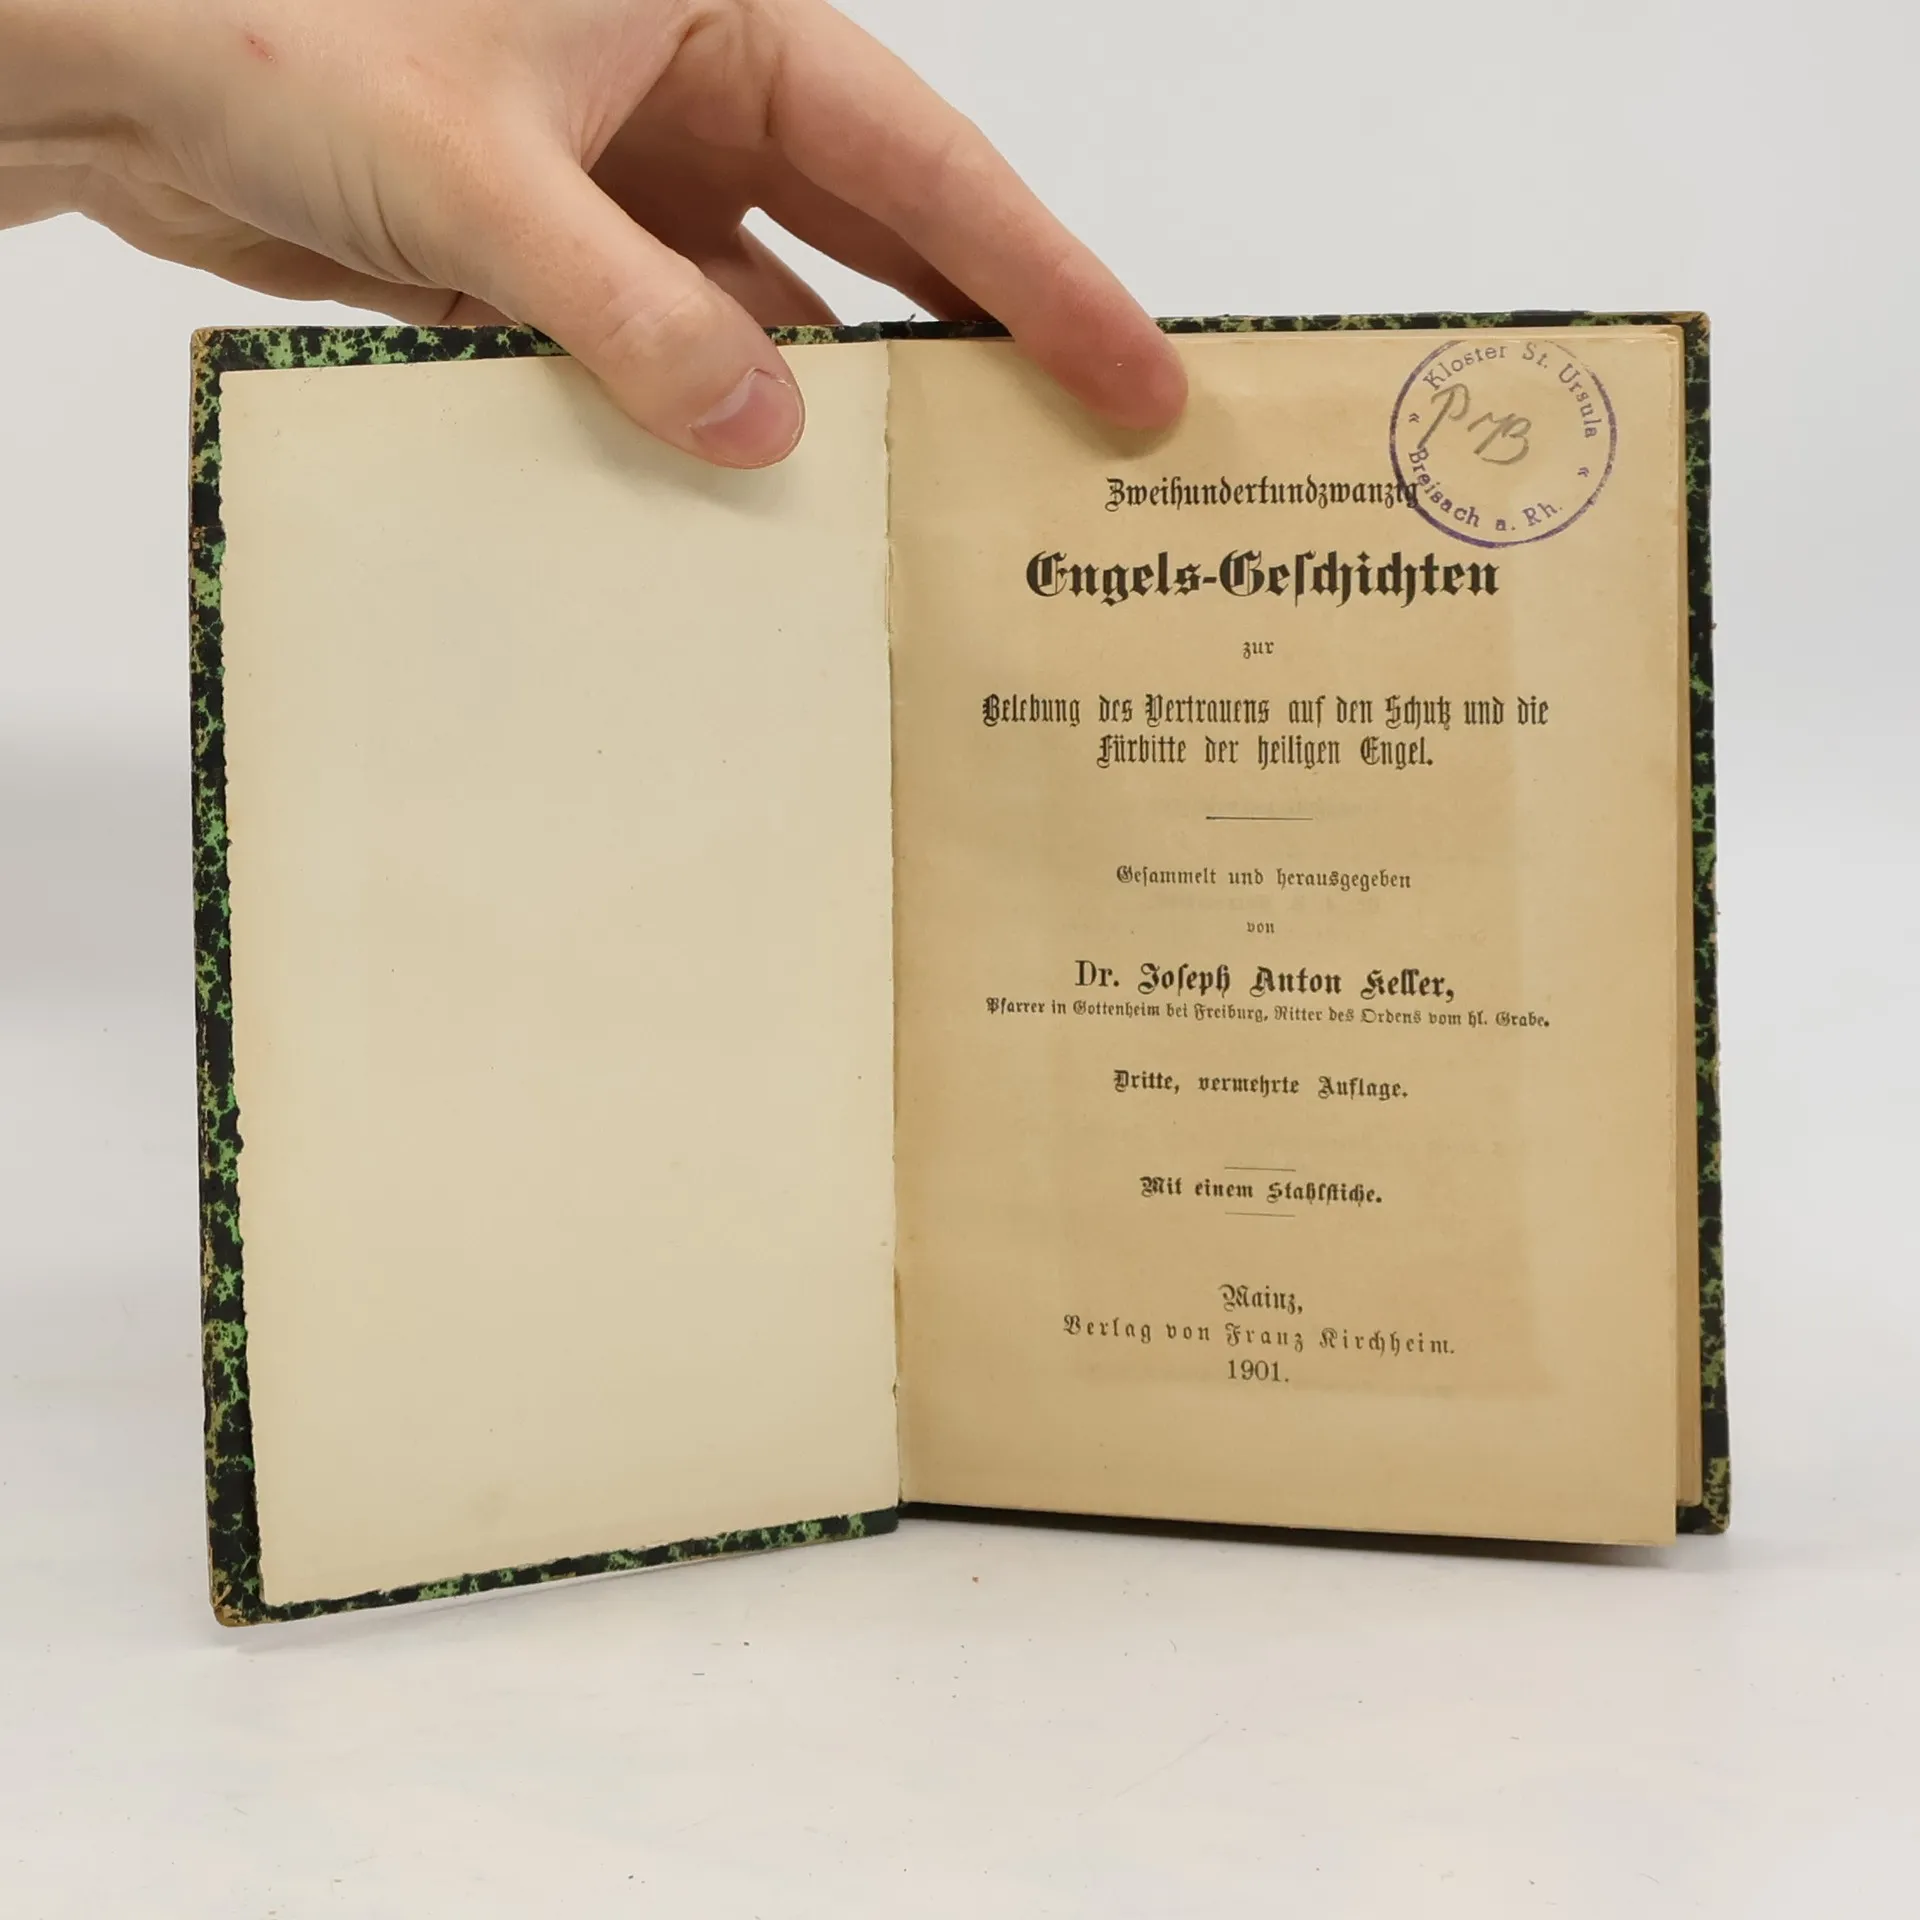 Kloster St. Ursula
« Breisach a. Rh. «
Zweihundertundzwanzig
Engels-Geſchichten
zur
Belebung des Vertrauens auf den Schutz und die
Fürbitte der heiligen Engel.
Geſammelt und herausgegeben
von
Dr. Joſeph Anton Keller,
Pfarrer in Gottenheim bei Freiburg, Ritter des Ordens vom hl. Grabe.
Dritte, vermehrte Auflage.
Mit einem Stahlſtiche.
Mainz,
Verlag von Franz Kirchheim.
1901.